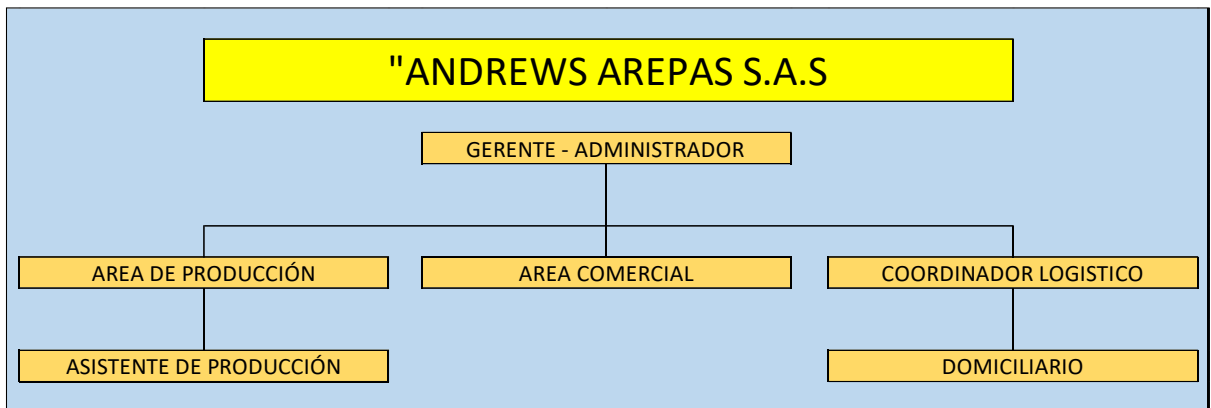 "ANDREWS AREPAS S.A.S
GERENTE - ADMINISTRADOR
AREA DE PRODUCCIÓN
AREA COMERCIAL
COORDINADOR LOGISTICO
ASISTENTE DE PRODUCCIÓN
DOMICILIARIO